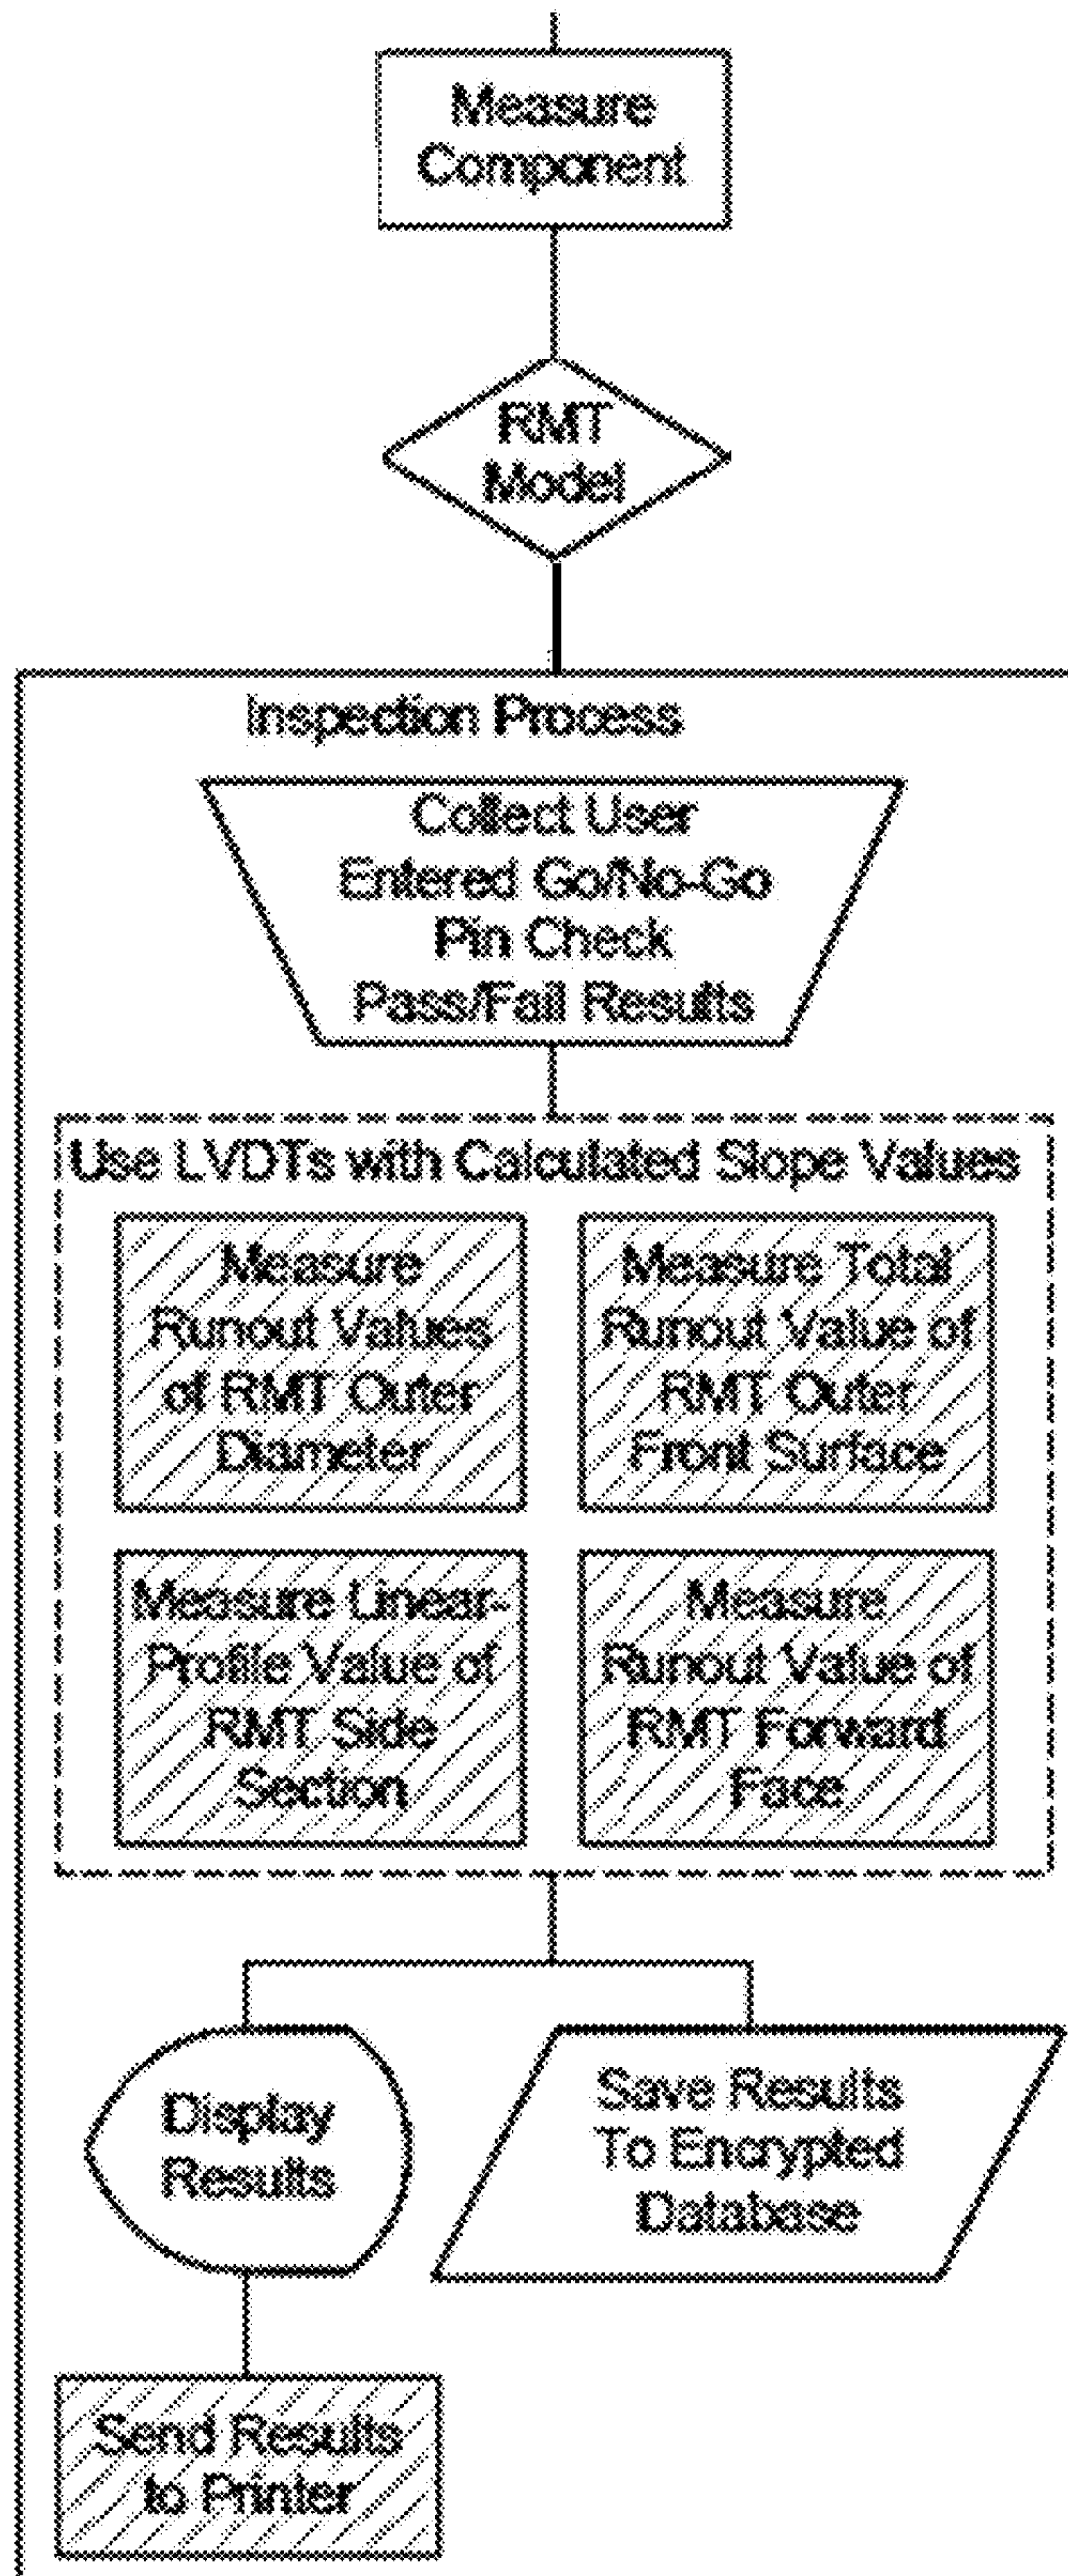 Measure
Component
RMT
Model
Inspection Process
Collect User
Entered Go/No-Go
Pin Check
Pass/Fail Results
Use LVDTs with Calculated Slope Values
Measure
Runout Values
of RMT Outer
Diameter
Measure Total
Runout Value of
RMT Outer
Front Surface
Measure Linear-
Profile Value of
RMT Side
Section
Measure
Runout Value of
RMT Forward
Face
Display
Results
Save Results
To Encrypted
Database
Send Results
to Printer